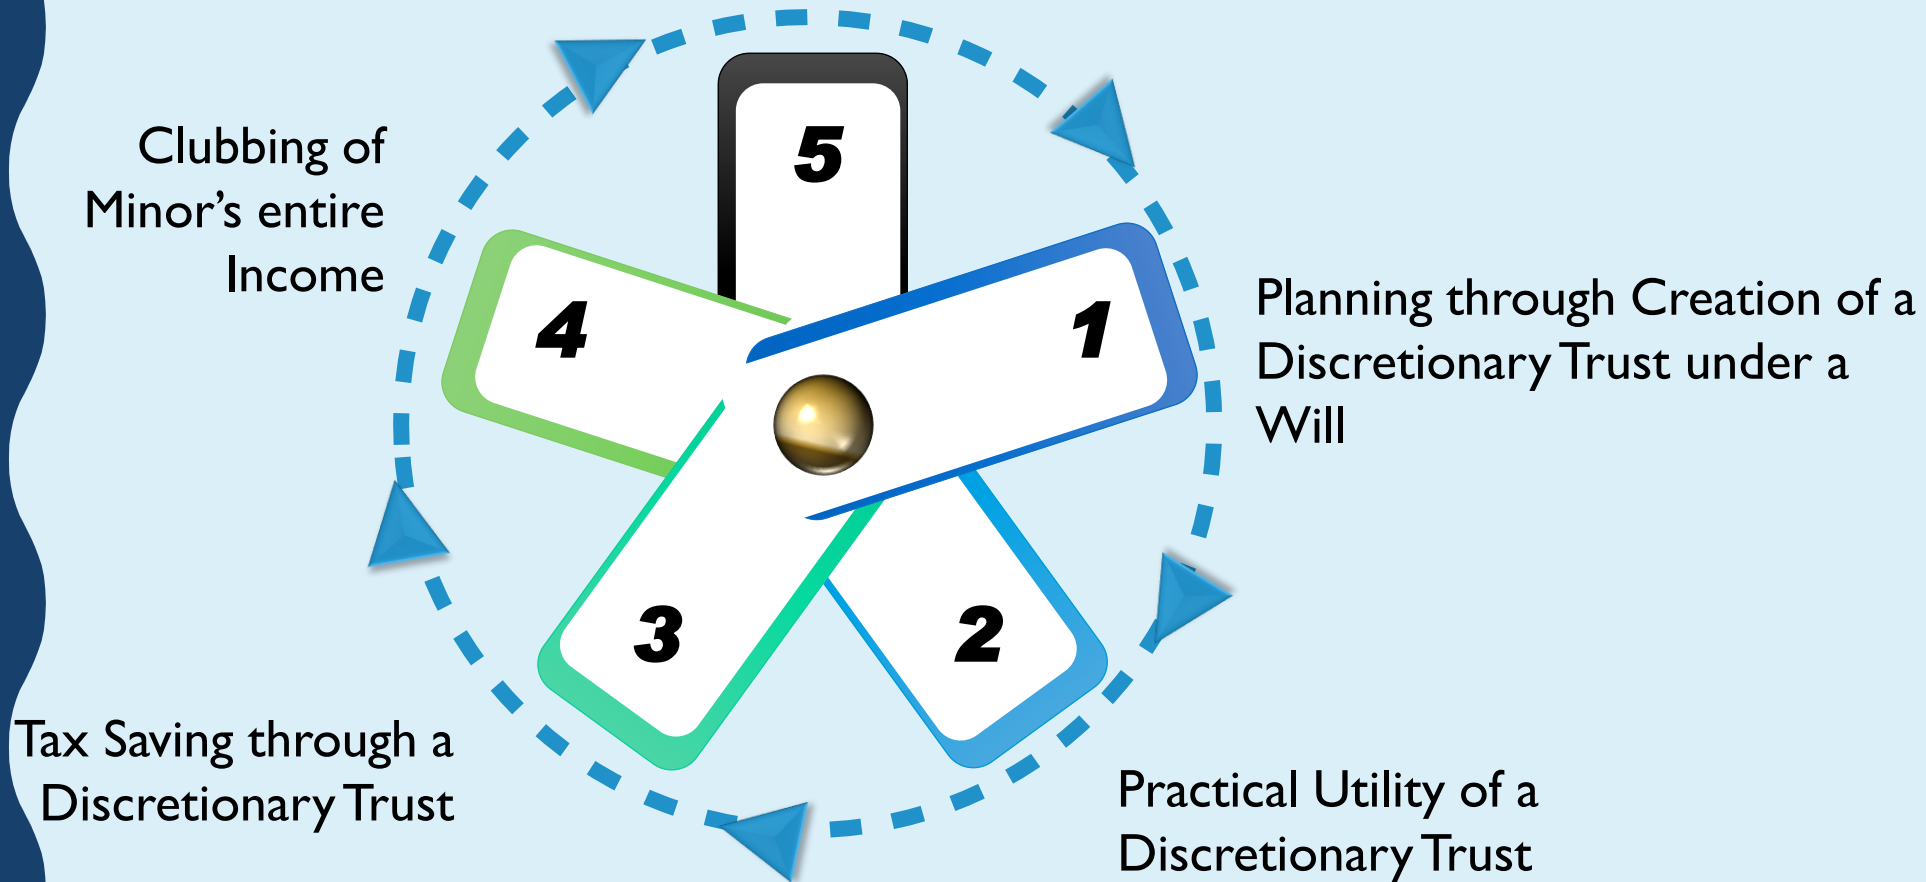 5
1
Planning through Creation of a
Discretionary Trust under a
Will
2
Practical Utility of a
Discretionary Trust
3
Tax Saving through a
Discretionary Trust
4
Clubbing of
Minor’s entire
Income